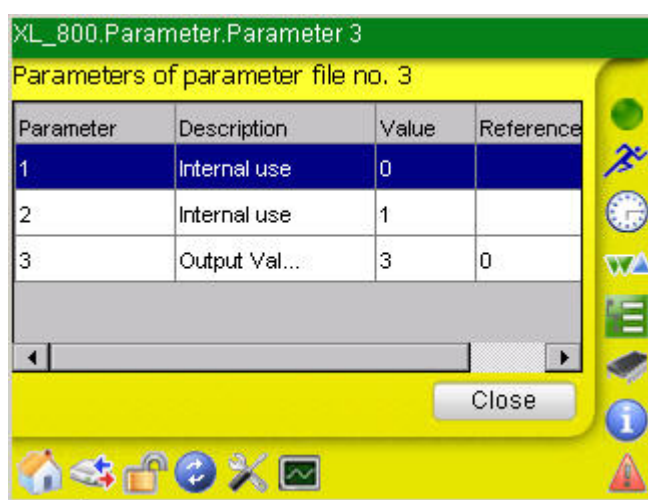 XL_800.Parameter.Parameter 3
Parameters of parameter file no. 3
Parameter Description Value Reference
1 Internal use 0
2 Internal use 1
3 Output Val... 3 0
Close